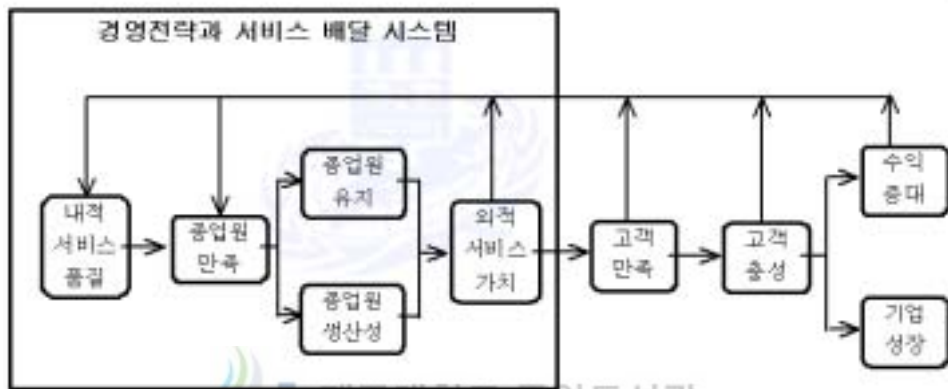 경영전략과 서비스 배달 시스템
내적
서비스
품질
종업원
만족
종업원
유지
종업원
생산성
외적
서비스
가치
고객
만족
고객
충성
수익
증대
기업
성장